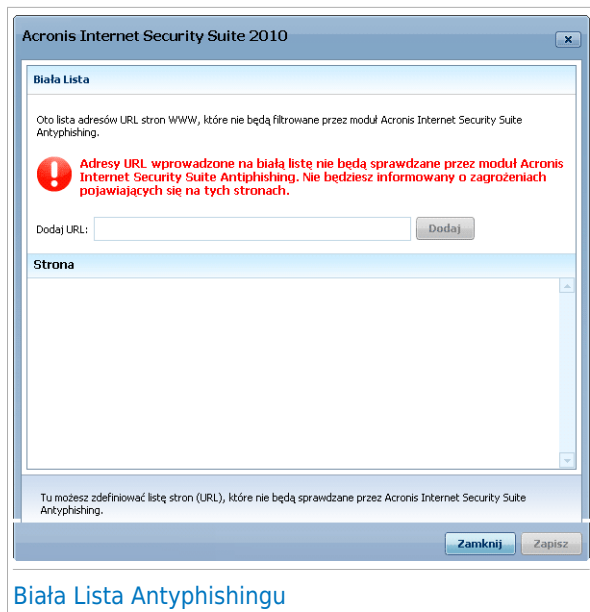 Acronis Internet Security Suite 2010
Biała Lista
Oto lista adresów URL stron WWW, które nie będą filtrowane przez moduł Acronis Internet Security Suite
Antyphishing.
Adresy URL wprowadzone na białą listę nie będą sprawdzane przez moduł Acronis
Internet Security Suite Antiphishing. Nie będziesz informowany o zagrożeniach
pojawiających się na tych stronach.
Dodaj URL:
Dodaj
Strona
Tu możesz zdefiniować listę stron (URL), które nie będą sprawdzane przez Acronis Internet Security Suite
Antyphishing.
Zamknij
Zapisz
Biała Lista Antyphishingu